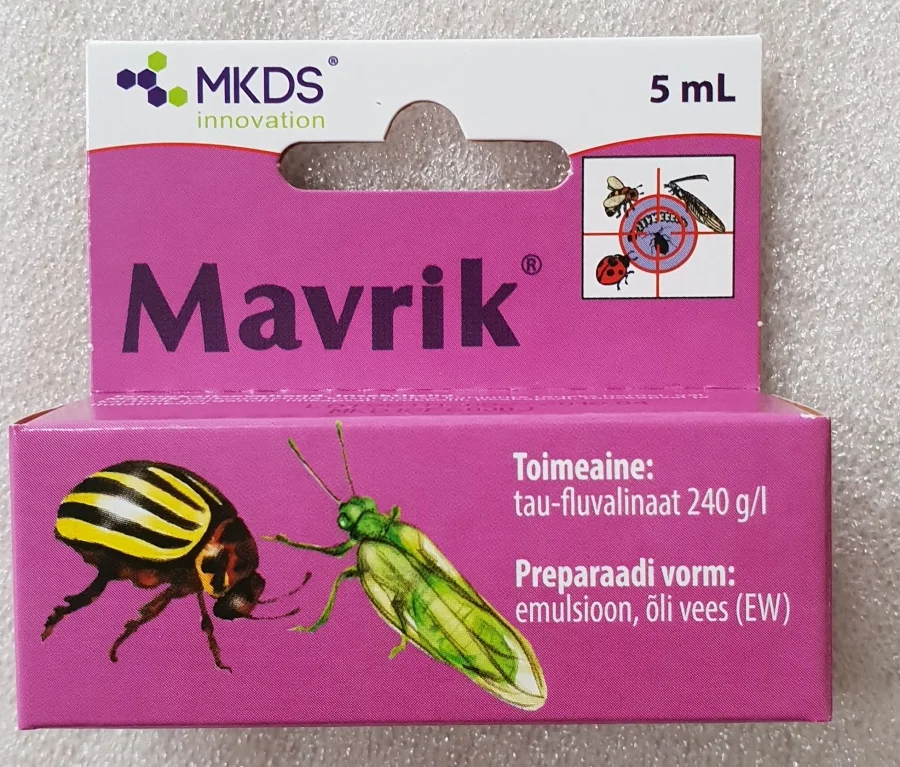 MKDS®
innovation
5 mL
Mavrik®
Toimeaine:
tau-fluvalinaat 240 g/l
Preparaadi vorm:
emulsioon, õli vees (EW)